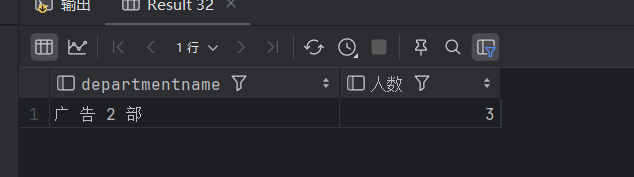 输出 Result 32
1 行
departmentname 人数
1 广 告 2 部 3